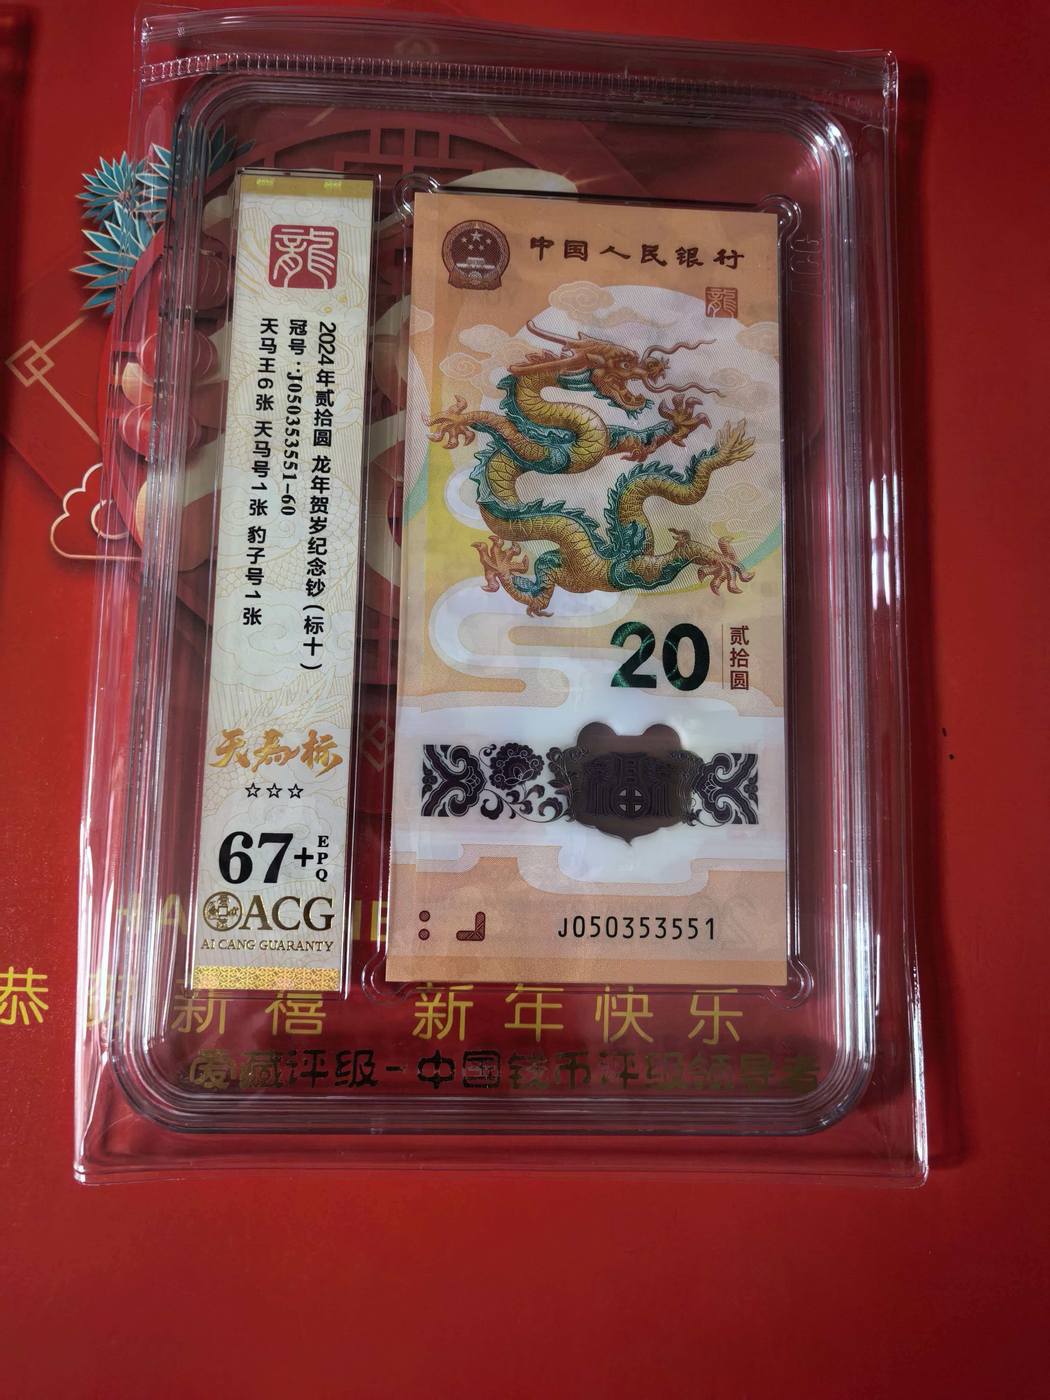 龍
2024年贰拾圆 龙年贺岁纪念钞(标十)
冠号:J050353551-60
天马王6张 天马号1张 豹子号1张
天马标
☆☆☆
67+
EPQ
ACG
AI CANG GUARANTY
中国人民银行
龍
20
贰拾圆
J050353551
恭
新禧 新年快乐
爱藏评级-中国钱币评级领导者